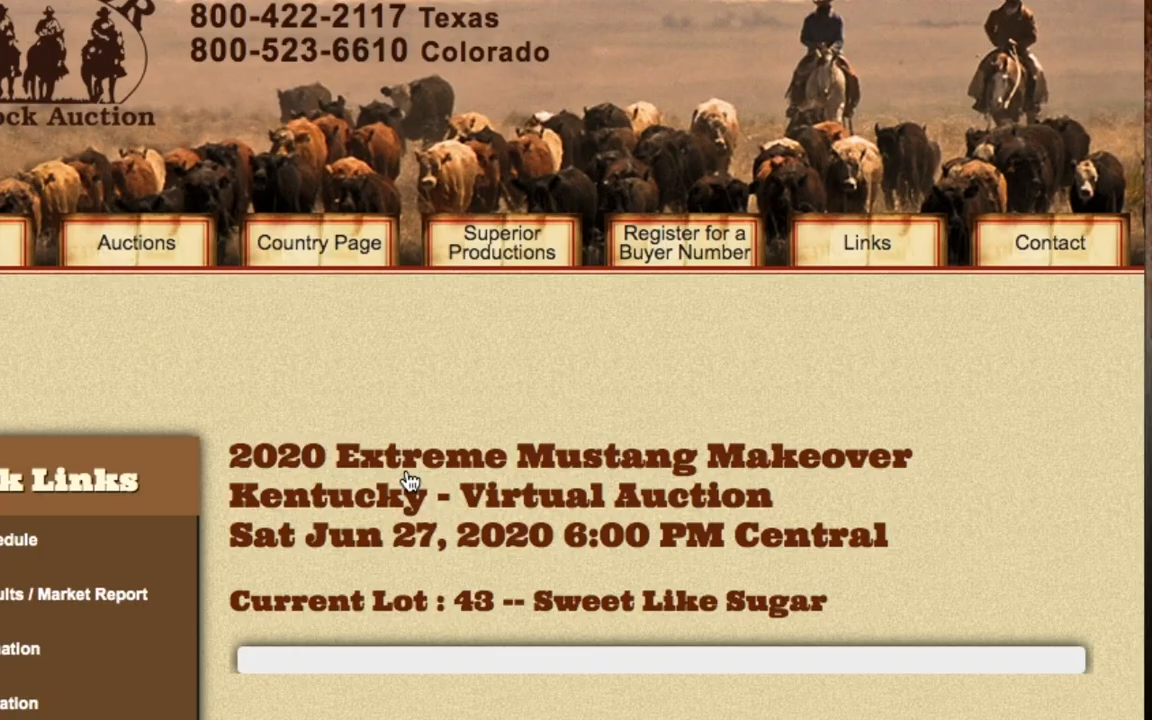 800-422-2117 Texas
800-523-6610 Colorado
ock Auction
Auctions
Country Page
Superior
Productions
Register for a
Buyer Number
Links
Contact
k Links
edule
ults / Market Report
nation
ation
2020 Extreme Mustang Makeover
Kentucky - Virtual Auction
Sat Jun 27, 2020 6:00 PM Central
Current Lot : 43 -- Sweet Like Sugar